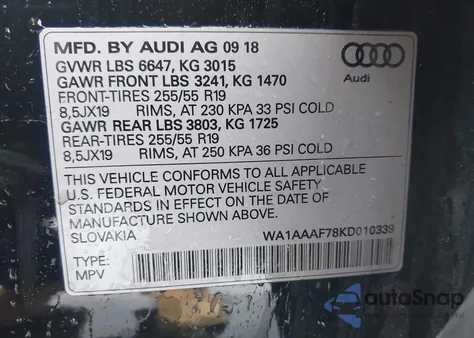 MFD. BY AUDI AG 09 18
GVWR LBS 6647, KG 3015
GAWR FRONT LBS 3241, KG 1470
FRONT-TIRES 255/55 R19
8,5JX19 RIMS, AT 230 KPA 33 PSI COLD
GAWR REAR LBS 3803, KG 1725
REAR-TIRES 255/55 R19
8,5JX19 RIMS, AT 250 KPA 36 PSI COLD
Audi
THIS VEHICLE CONFORMS TO ALL APPLICABLE
U.S. FEDERAL MOTOR VEHICLE SAFETY
STANDARDS IN EFFECT ON THE DATE OF
MANUFACTURE SHOWN ABOVE.
SLOVAKIA WA1AAAF78KD010339
TYPE:
MPV
autoSnap